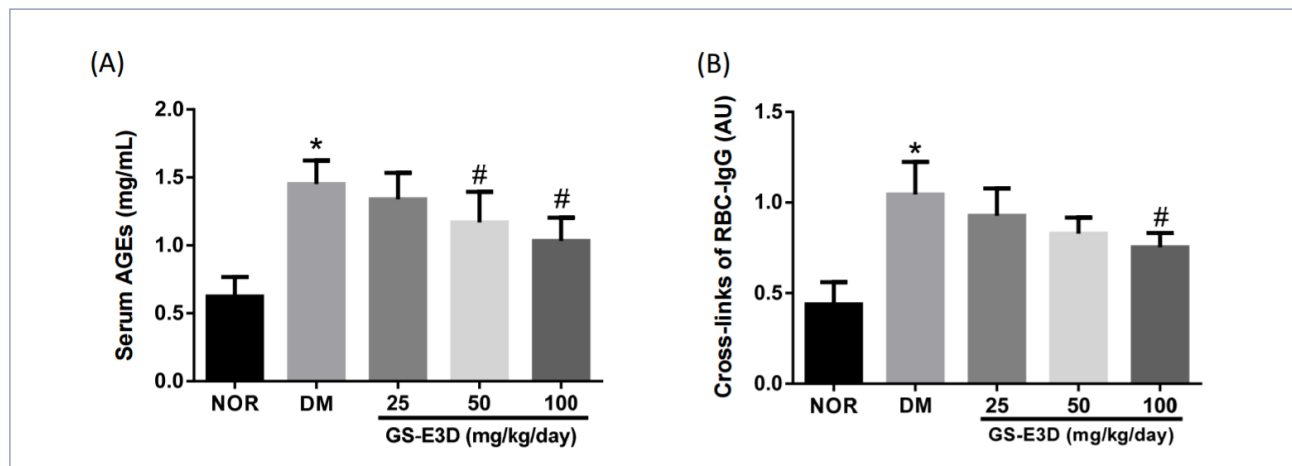 (A)
Serum AGEs (mg/mL)
2.0
1.5
1.0
0.5
0.0
*
#
#
NOR DM 25 50 100
GS-E3D (mg/kg/day)
(B)
Cross-links of RBC-IgG (AU)
1.5
1.0
0.5
0.0
*
#
NOR DM 25 50 100
GS-E3D (mg/kg/day)